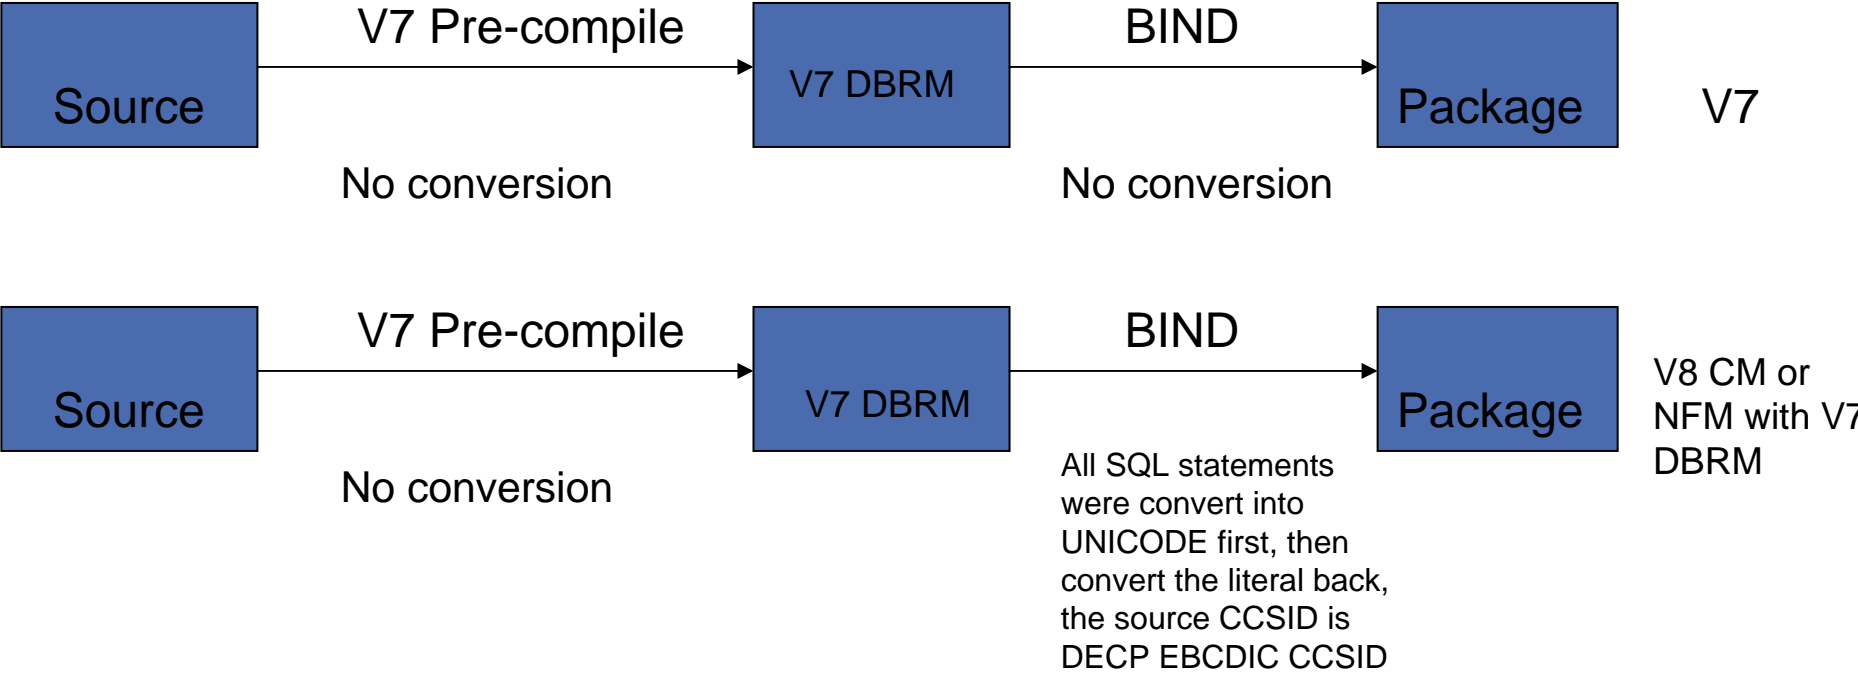 V7 Pre-compile
BIND
Source
V7 DBRM
Package
V7
No conversion
No conversion
V7 Pre-compile
BIND
Source
V7 DBRM
Package
V8 CM or
NFM with V7
DBRM
No conversion
All SQL statements
were convert into
UNICODE first, then
convert the literal back,
the source CCSID is
DECP EBCDIC CCSID